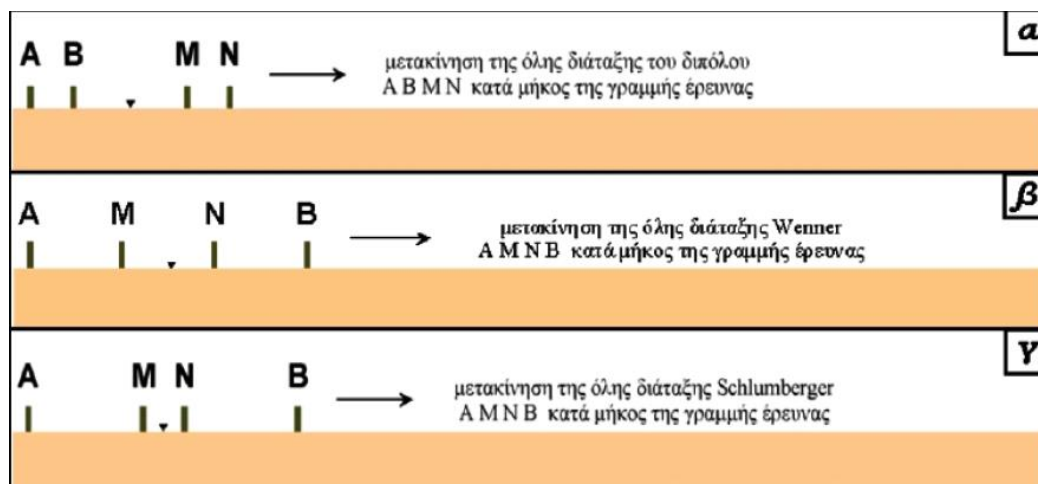 α
A B M N
μετακίνηση της όλης διάταξης του διπόλου
A B M N κατά μήκος της γραμμής έρευνας
β
A M N B
μετακίνηση της όλης διάταξης Wenner
A M N B κατά μήκος της γραμμής έρευνας
γ
A M N B
μετακίνηση της όλης διάταξης Schlumberger
A M N B κατά μήκος της γραμμής έρευνας